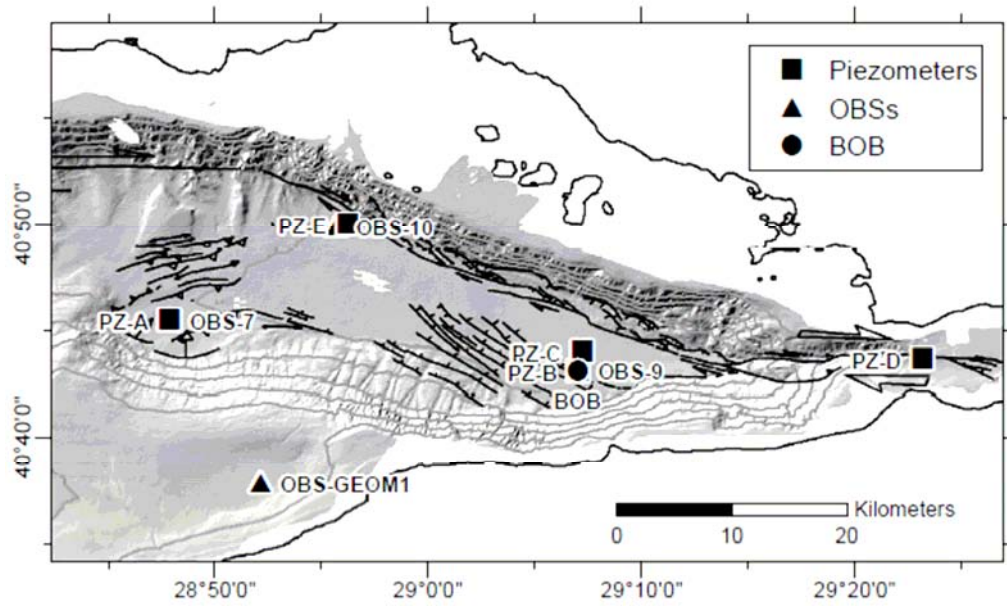 Piezometers
OBSs
BOB
40°50'0"
PZ-E OBS-10
PZ-A OBS-7
PZ-C
PZ-B OBS-9
BOB
PZ-D
40°40'0"
OBS-GEOM1
Kilometers
0 10 20
28°50'0" 29°0'0" 29°10'0" 29°20'0"